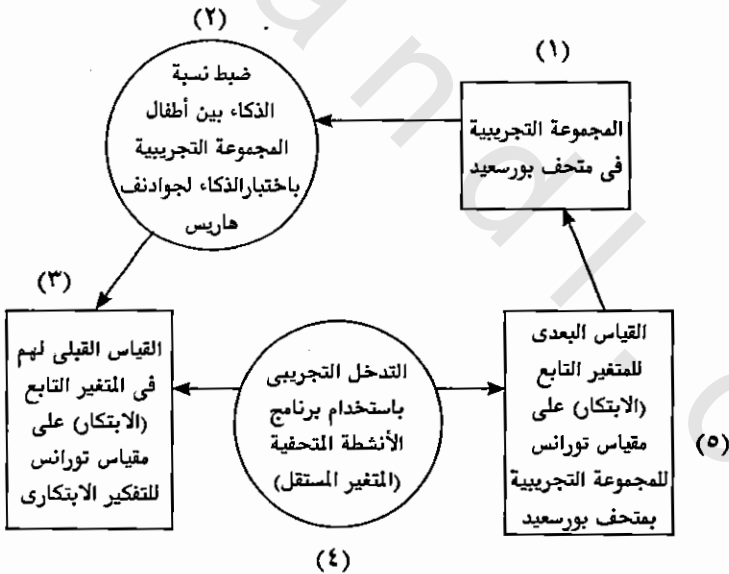 (١)
المجموعة التجريبية
فى متحف بورسعيد
(٢)
ضبط نسبة
الذكاء بين أطفال
المجموعة التجريبية
باختبارالذكاء لجوادنف
هاريس
(٣)
القياس القبلى لهم
فى المتغير التابع
(الابتكار) على
مقياس تورانس
للتفكير الابتكارى
التدخل التجريبى
باستخدام برنامج
الأنشطة المتحفية
(المتغير المستقل)
(٤)
القياس البعدى
للمتغير التابع
(الابتكار) على
مقياس تورانس
للمجموعة التجريبية
بمتحف بورسعيد
(٥)